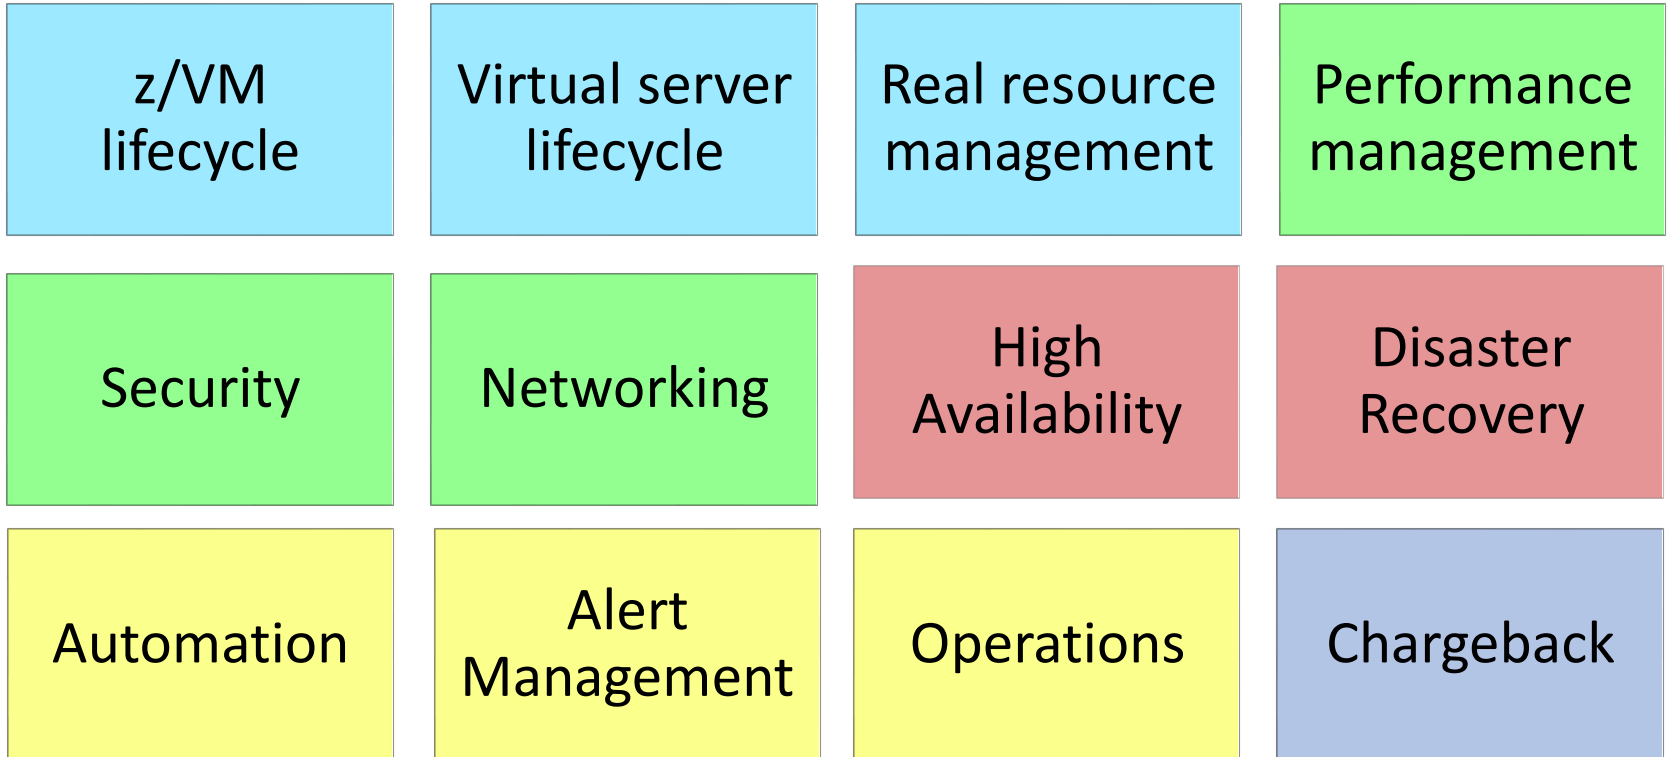 z/VM
lifecycle
Virtual server
lifecycle
Real resource
management
Performance
management
Security
Networking
High
Availability
Disaster
Recovery
Automation
Alert
Management
Operations
Chargeback